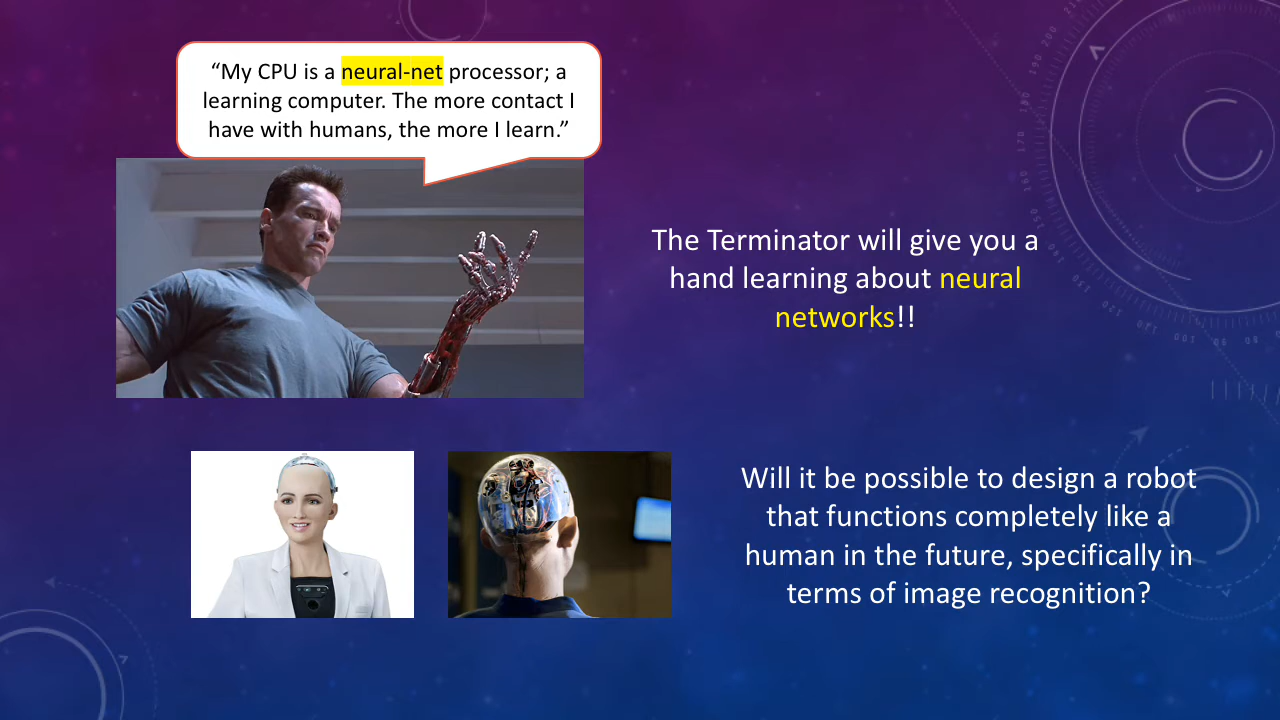 “My CPU is a neural-net processor; a
learning computer. The more contact I
have with humans, the more I learn.”
The Terminator will give you a
hand learning about neural
networks!!
Will it be possible to design a robot
that functions completely like a
human in the future, specifically in
terms of image recognition?